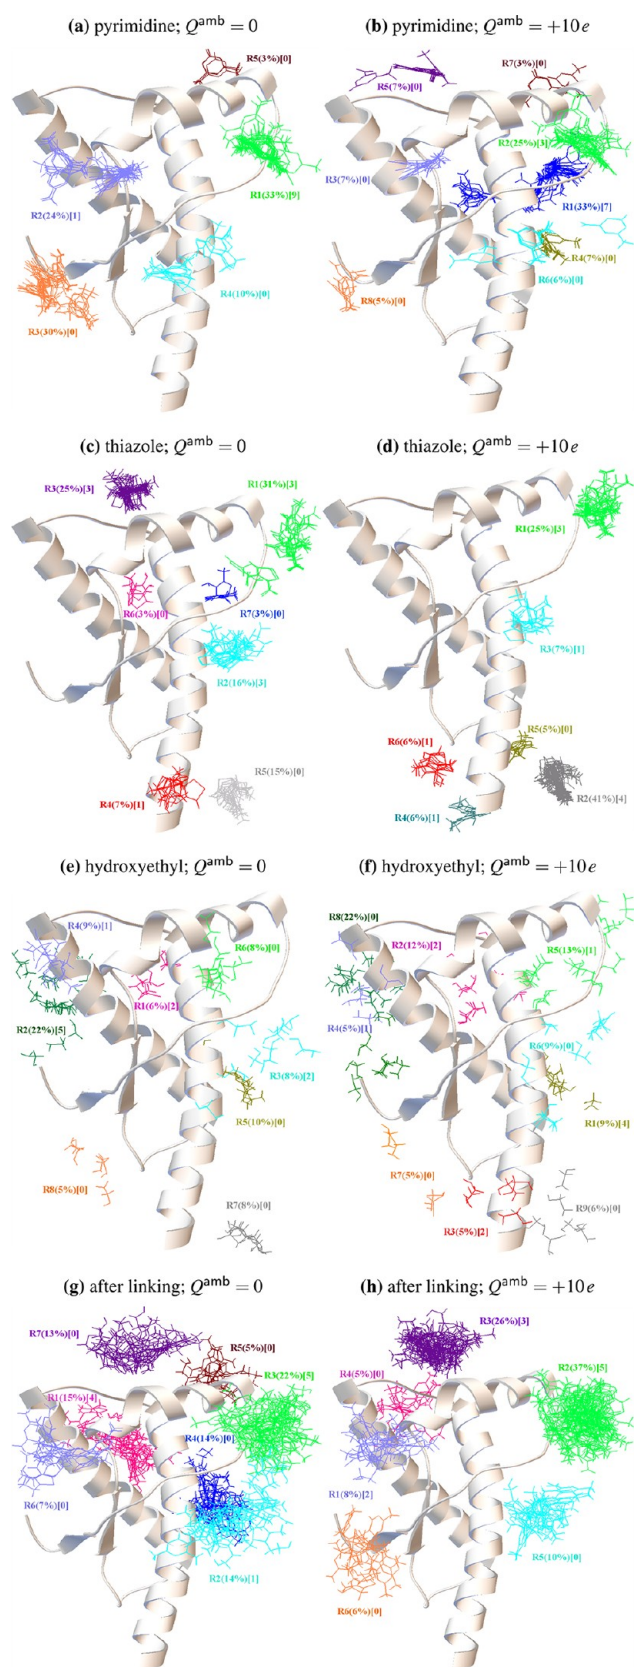 (a) pyrimidine; Qamb = 0
(b) pyrimidine; Qamb = +10e
R5(3%)[0]
R1(33%)[9]
R2(24%)[1]
R4(10%)[0]
R3(30%)[0]
R7(3%)[0]
R5(7%)[0]
R2(25%)[3]
R3(7%)[0]
R1(33%)[7]
R4(7%)[0]
R6(6%)[0]
R8(5%)[0]
(c) thiazole; Qamb = 0
(d) thiazole; Qamb = +10e
R3(25%)[3]
R1(31%)[3]
R6(3%)[0]
R7(3%)[0]
R2(16%)[3]
R5(15%)[0]
R4(7%)[1]
R1(25%)[3]
R3(7%)[1]
R5(5%)[0]
R6(6%)[1]
R2(41%)[4]
R4(6%)[1]
(e) hydroxyethyl; Qamb = 0
(f) hydroxyethyl; Qamb = +10e
R4(9%)[1]
R6(8%)[0]
R1(6%)[2]
R2(22%)[5]
R3(8%)[2]
R5(10%)[0]
R8(5%)[0]
R7(8%)[0]
R8(22%)[0]
R2(12%)[2]
R5(13%)[1]
R4(5%)[1]
R6(9%)[0]
R1(9%)[4]
R7(5%)[0]
R9(6%)[0]
R3(5%)[2]
(g) after linking; Qamb = 0
(h) after linking; Qamb = +10e
R7(13%)[0]
R5(5%)[0]
R3(22%)[5]
R1(15%)[4]
R4(14%)[0]
R6(7%)[0]
R2(14%)[1]
R3(26%)[3]
R2(37%)[5]
R4(5%)[0]
R1(8%)[2]
R5(10%)[0]
R6(6%)[0]